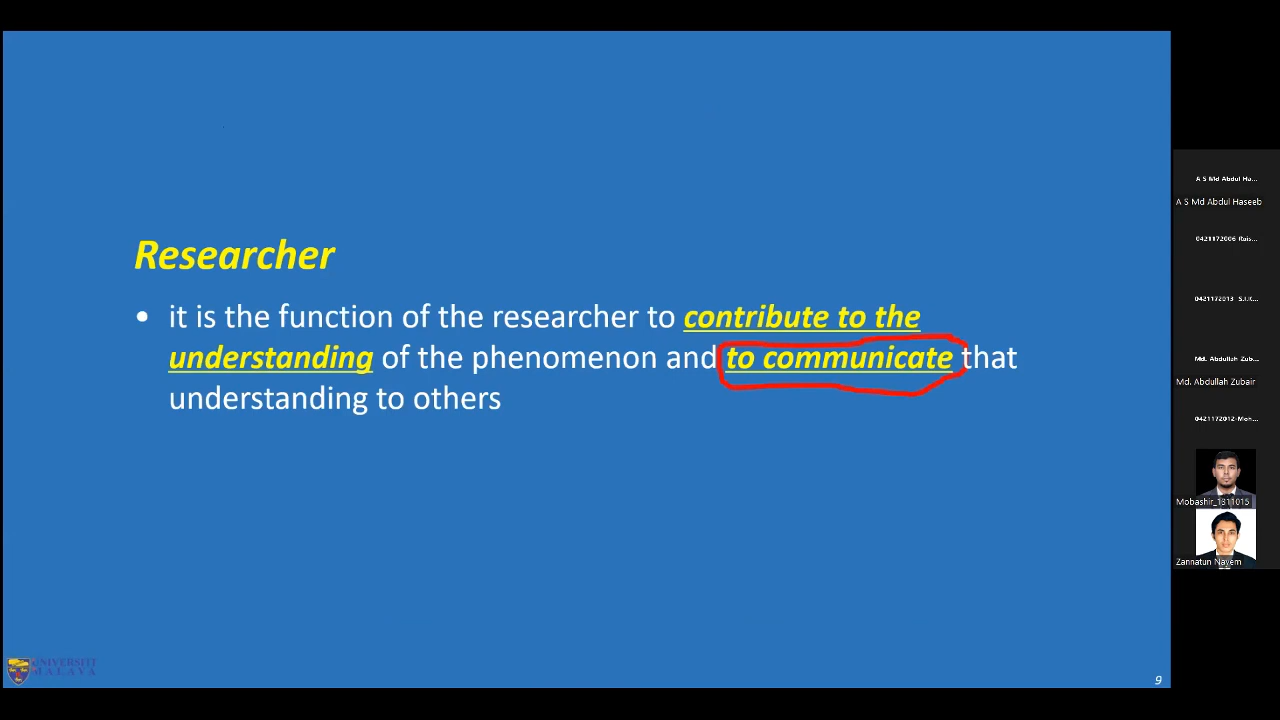 Researcher
• it is the function of the researcher to contribute to the
understanding of the phenomenon and to communicate that
understanding to others
UNIVERSITI
MALAYA
9
A S Md Abdul Ha...
A S Md Abdul Haseeb
0421172006 Rais...
0421172013 - S.I.K...
Md. Abdullah Zub...
Md. Abdullah Zubair
0421172012-Moh...
Mobashir_1811015
Zannatun Nayem